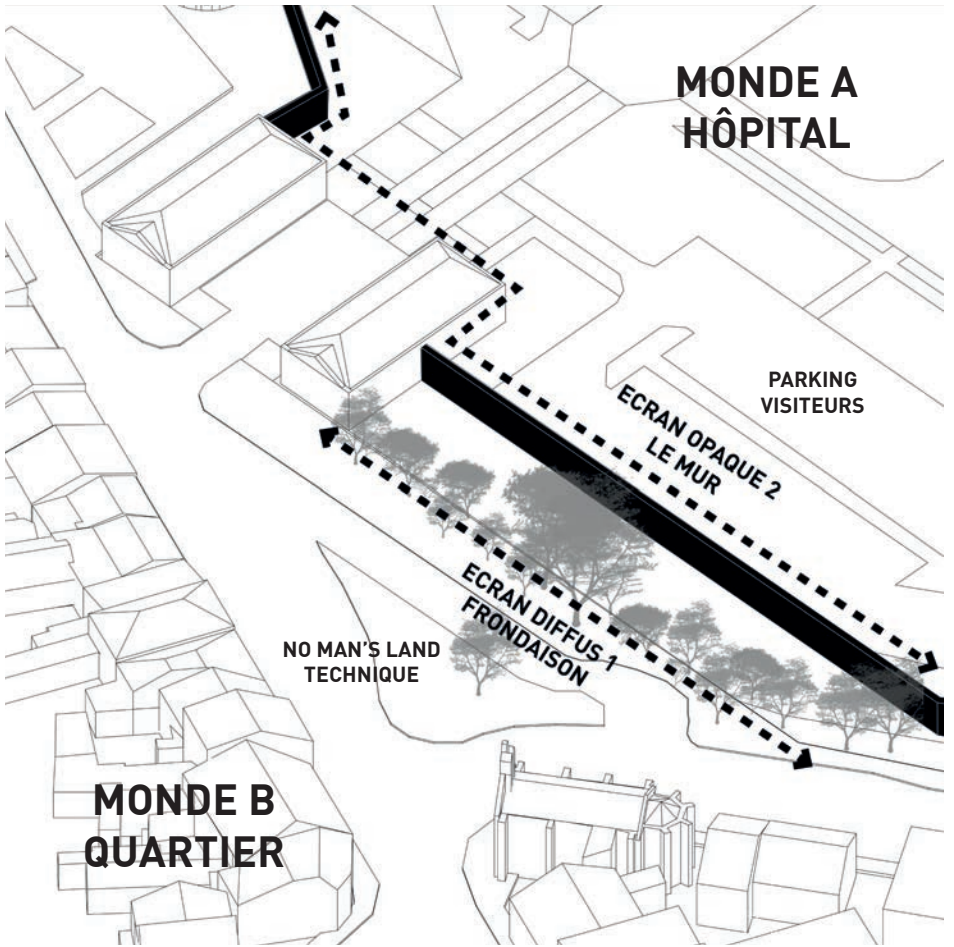 MONDE A
HÔPITAL
PARKING
VISITEURS
ECRAN OPAQUE 2
LE MUR
ECRAN DIFFUS 1
FRONDAISON
NO MAN'S LAND
TECHNIQUE
MONDE B
QUARTIER